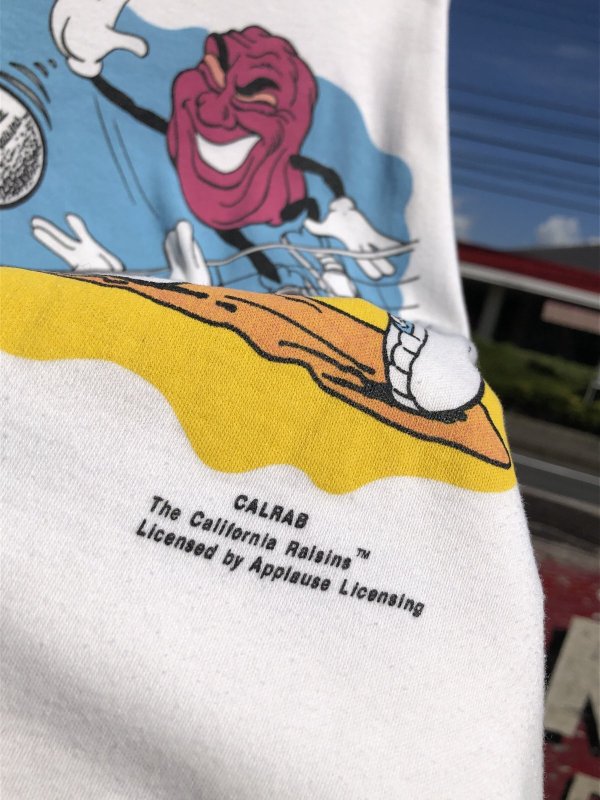 CALRAB
The California Raisins™
Licensed by Applause Licensing